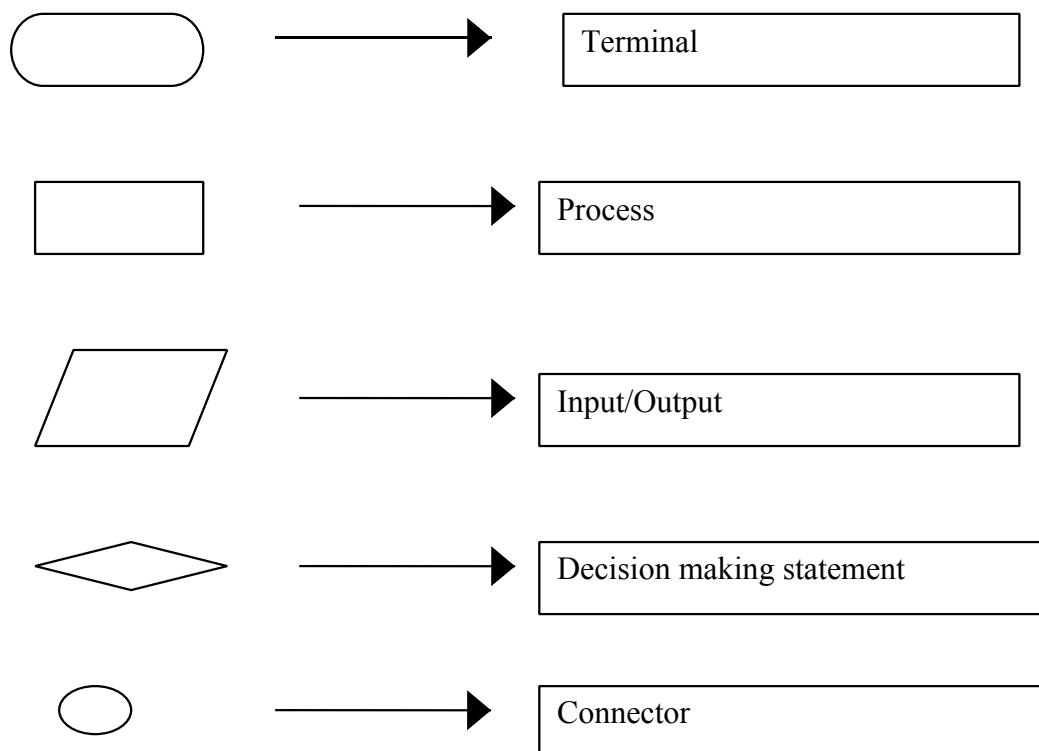 Terminal
Process
Input/Output
Decision making statement
Connector